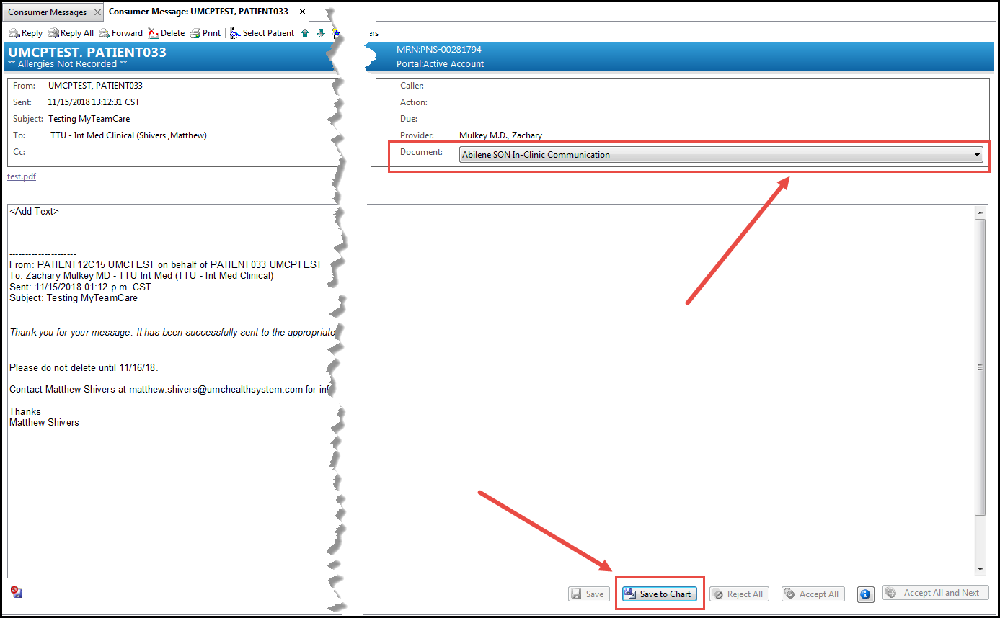 Consumer Messages
Consumer Message: UMCPTEST, PATIENT033
Reply Reply All Forward Delete Print Select Patient
UMCPTEST, PATIENT033
** Allergies Not Recorded **
MRN:PNS-00281794
Portal:Active Account
From: UMCPTEST, PATIENT033
Sent: 11/15/2018 13:12:31 CST
Subject: Testing MyTeamCare
To: TTU - Int Med Clinical (Shivers ,Matthew)
Cc:
Caller:
Action:
Due:
Provider: Mulkey M.D., Zachary
Document: Abilene SON In-Clinic Communication
test.pdf
<Add Text>
---------------------
From: PATIENT12C15 UMCTEST on behalf of PATIENT033 UMCPTEST
To: Zachary Mulkey MD - TTU Int Med (TTU - Int Med Clinical)
Sent: 11/15/2018 01:12 p.m. CST
Subject: Testing MyTeamCare
Thank you for your message. It has been successfully sent to the appropriate
Please do not delete until 11/16/18.
Contact Matthew Shivers at matthew.shivers@umchealthsystem.com for
Thanks
Matthew Shivers
Save Save to Chart Reject All Accept All Accept All and Next